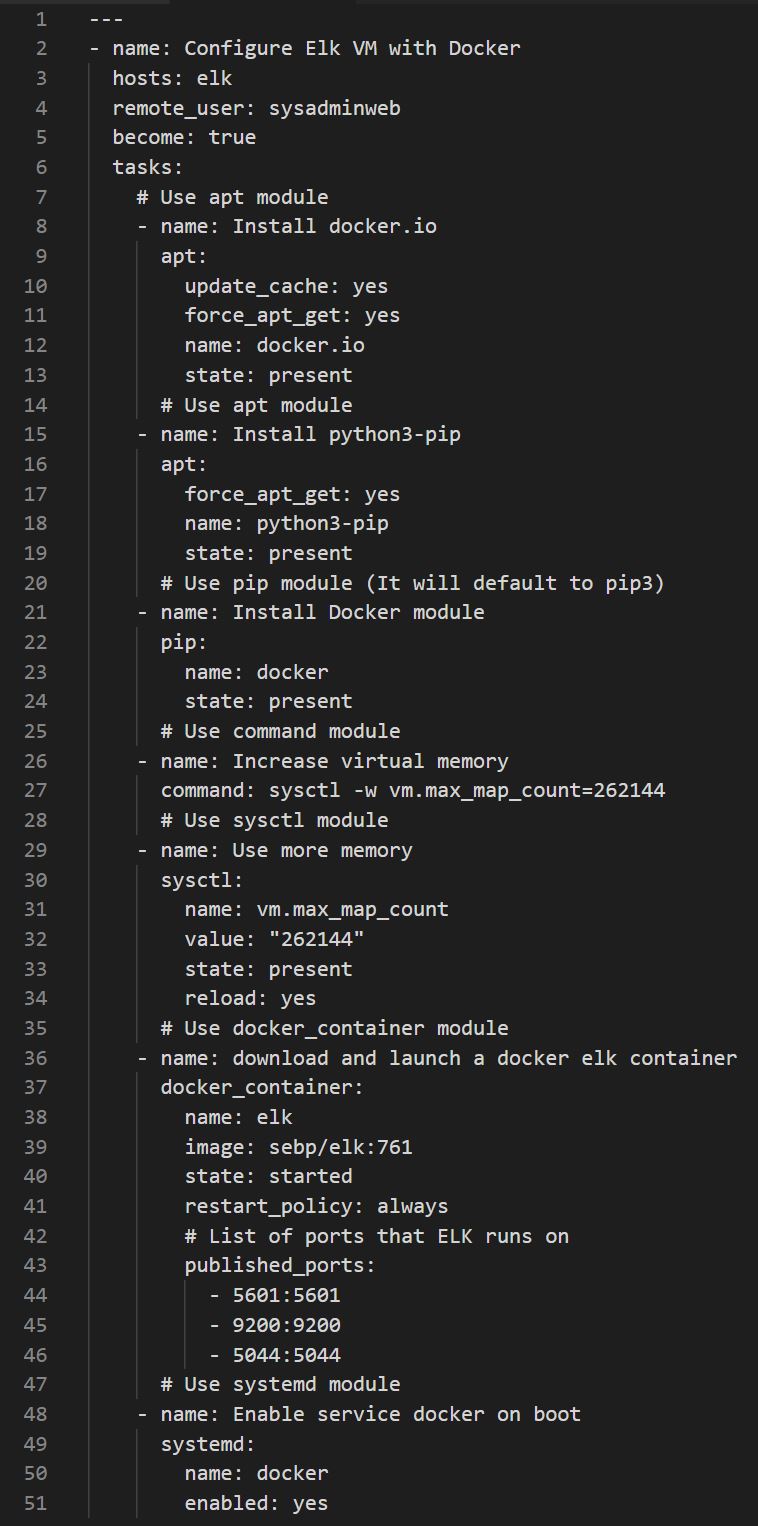 1 ---
2 - name: Configure Elk VM with Docker
3   hosts: elk
4   remote_user: sysadminweb
5   become: true
6   tasks:
7     # Use apt module
8     - name: Install docker.io
9       apt:
10         update_cache: yes
11         force_apt_get: yes
12         name: docker.io
13         state: present
14       # Use apt module
15     - name: Install python3-pip
16       apt:
17         force_apt_get: yes
18         name: python3-pip
19         state: present
20       # Use pip module (It will default to pip3)
21     - name: Install Docker module
22       pip:
23         name: docker
24         state: present
25       # Use command module
26     - name: Increase virtual memory
27       command: sysctl -w vm.max_map_count=262144
28       # Use sysctl module
29     - name: Use more memory
30       sysctl:
31         name: vm.max_map_count
32         value: "262144"
33         state: present
34         reload: yes
35       # Use docker_container module
36     - name: download and launch a docker elk container
37       docker_container:
38         name: elk
39         image: sebp/elk:761
40         state: started
41         restart_policy: always
42         # List of ports that ELK runs on
43         published_ports:
44           - 5601:5601
45           - 9200:9200
46           - 5044:5044
47       # Use systemd module
48     - name: Enable service docker on boot
49       systemd:
50         name: docker
51         enabled: yes